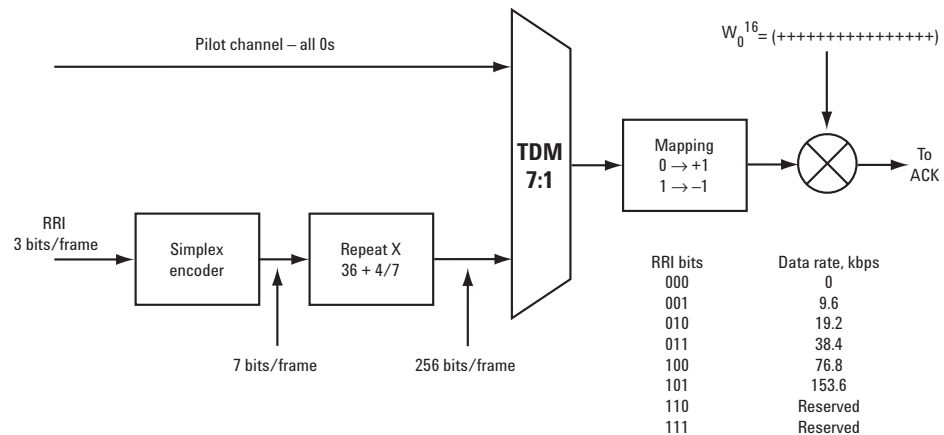 Pilot channel – all 0s
W₀¹⁶= (++++++++++++++++)
TDM
7:1
Mapping
0 → +1
1 → –1
To
ACK
RRI
3 bits/frame
Simplex
encoder
Repeat X
36 + 4/7
7 bits/frame
256 bits/frame
RRI bits Data rate, kbps
000 0
001 9.6
010 19.2
011 38.4
100 76.8
101 153.6
110 Reserved
111 Reserved